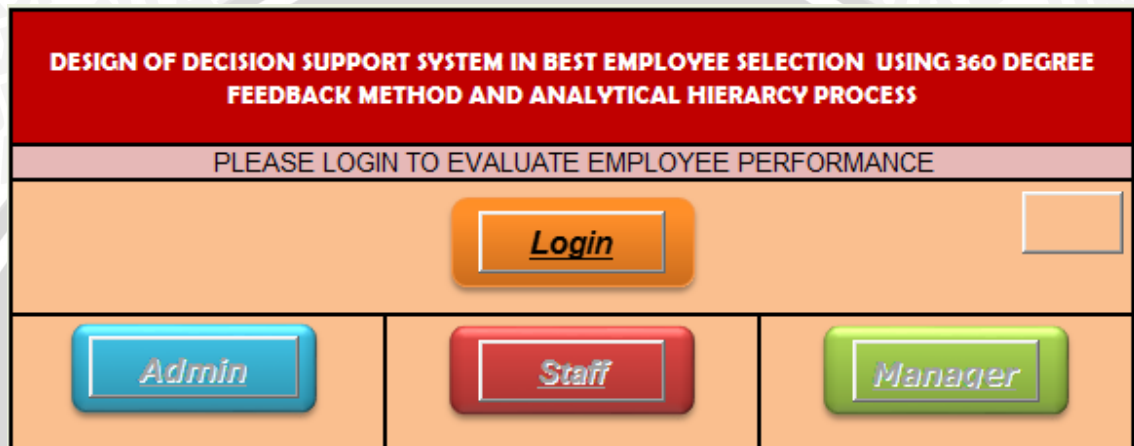 DESIGN OF DECISION SUPPORT SYSTEM IN BEST EMPLOYEE SELECTION USING 360 DEGREE
FEEDBACK METHOD AND ANALYTICAL HIERARCY PROCESS
PLEASE LOGIN TO EVALUATE EMPLOYEE PERFORMANCE
Login
Admin
Staff
Manager